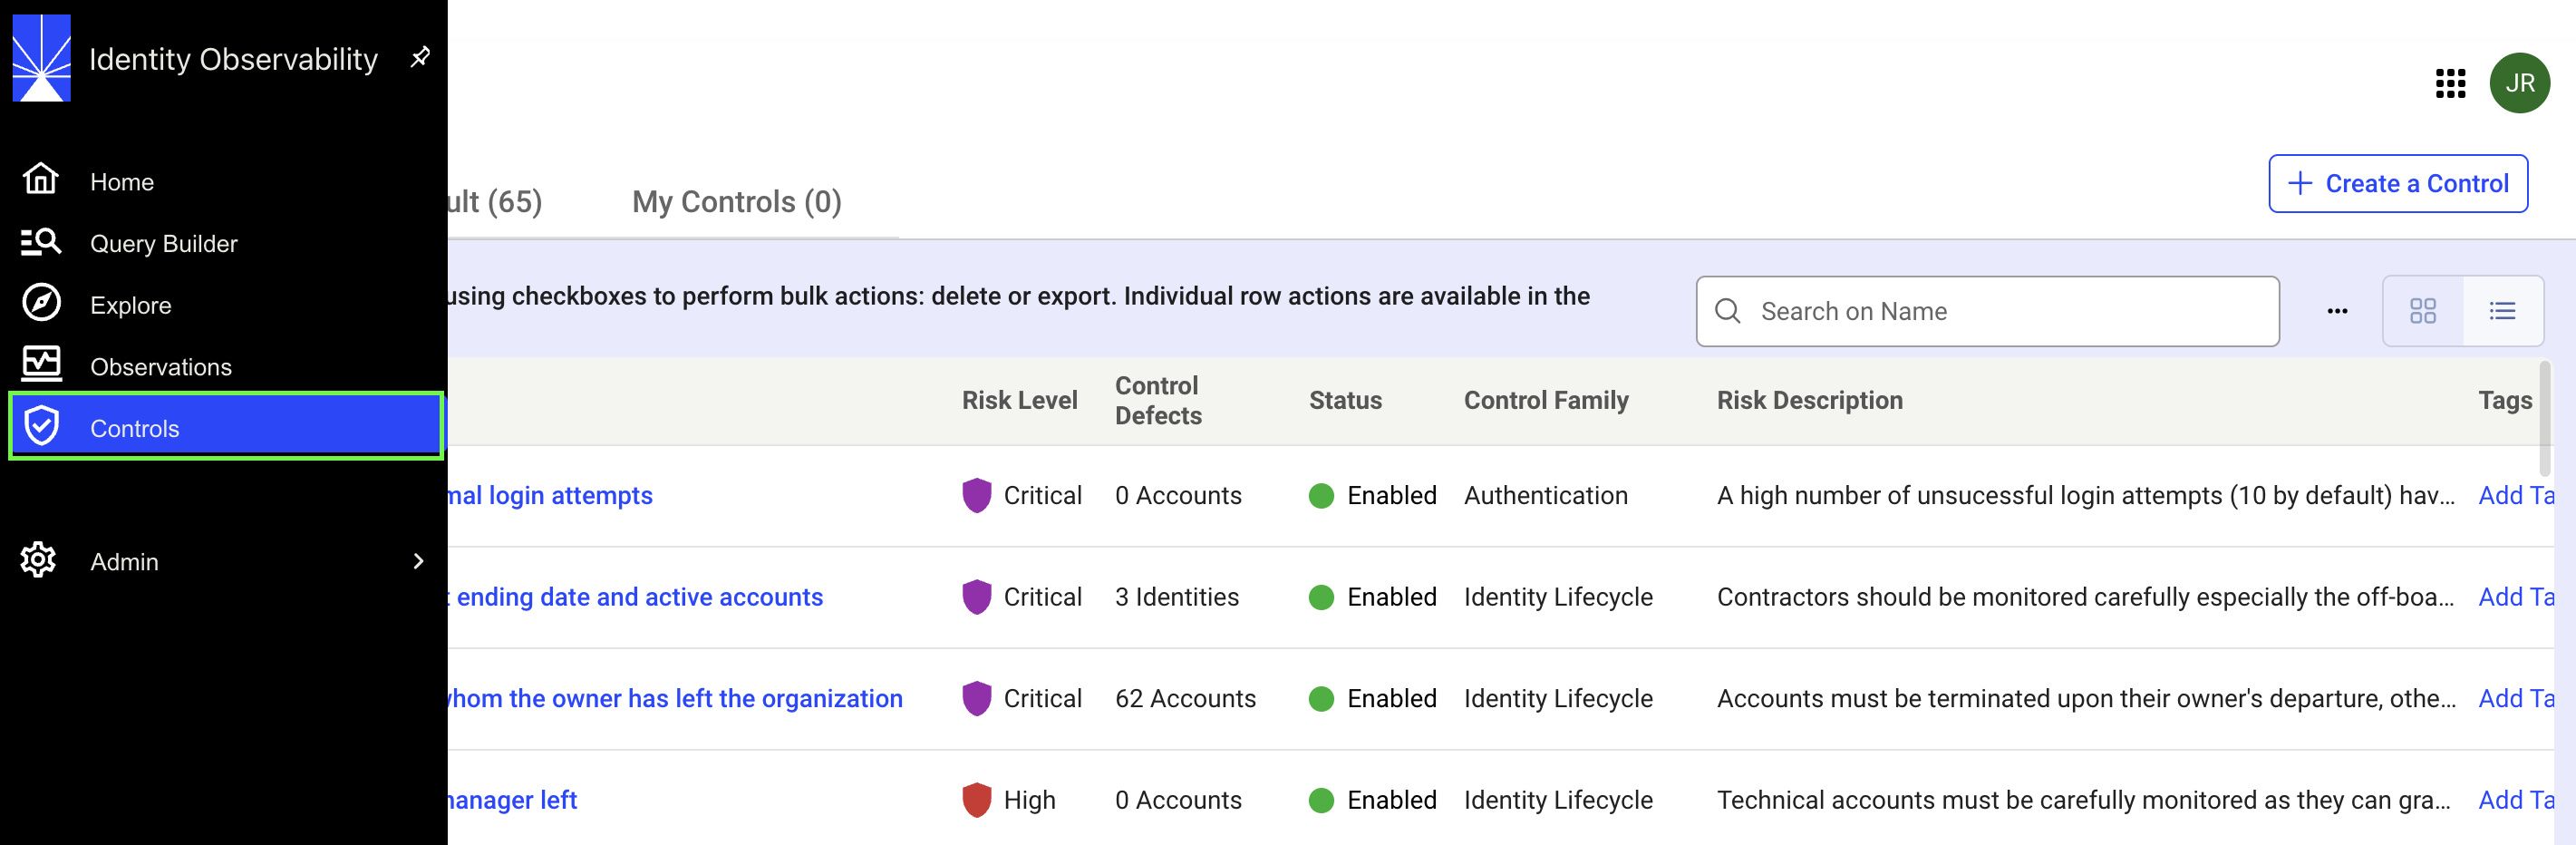 Identity Observability
JR
Home
Query Builder
Explore
Observations
Controls
Admin
ult (65)
My Controls (0)
Create a Control
using checkboxes to perform bulk actions: delete or export. Individual row actions are available in the
Search on Name
Risk Level
Control
Defects
Status
Control Family
Risk Description
Tags
mal login attempts
Critical
0 Accounts
Enabled
Authentication
A high number of unsucessful login attempts (10 by default) hav...
Add Ta
t ending date and active accounts
Critical
3 Identities
Enabled
Identity Lifecycle
Contractors should be monitored carefully especially the off-boa...
Add Ta
whom the owner has left the organization
Critical
62 Accounts
Enabled
Identity Lifecycle
Accounts must be terminated upon their owner's departure, othe...
Add Ta
nanager left
High
0 Accounts
Enabled
Identity Lifecycle
Technical accounts must be carefully monitored as they can gra...
Add Ta